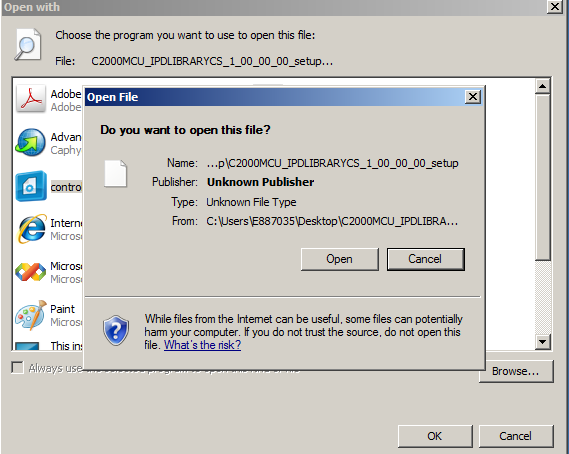 Open with
Choose the program you want to use to open this file:
File: C2000MCU_IPDLIBRARYCS_1_00_00_00_setup...
Adobe
Adobe
Advan
Caphy
contro
Intern
Micros
Micros
Micros
Paint
Micros
This ins
Open File
Do you want to open this file?
Name: ...p\C2000MCU_IPDLIBRARYCS_1_00_00_00_setup
Publisher: Unknown Publisher
Type: Unknown File Type
From: C:\Users\E887035\Desktop\C2000MCU_IPDLIBRA...
Open Cancel
While files from the Internet can be useful, some files can potentially
harm your computer. If you do not trust the source, do not open this
file. What's the risk?
Always use
Browse...
OK Cancel